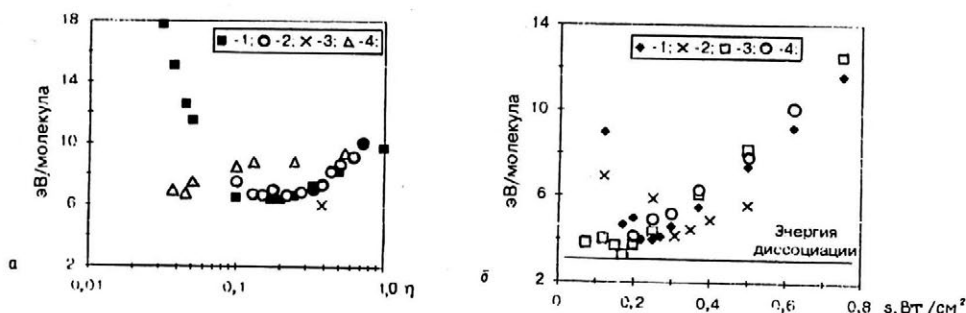 18
14
10
6
2
эВ/молекула
■ -1; o -2, × -3; △ -4:
0,01
0,1
1,0 η
а
14
10
6
2
эВ/молекула
◆ -1; × -2; □ -3; o -4:
Энергия
диссоциации
0
0,2
0,4
0,6
0,8
s, Вт/см²
б